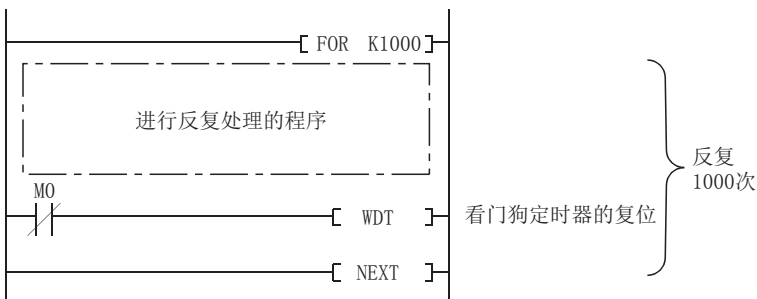 FOR K1000
进行反复处理的程序
M0
WDT
看门狗定时器的复位
NEXT
反复
1000次